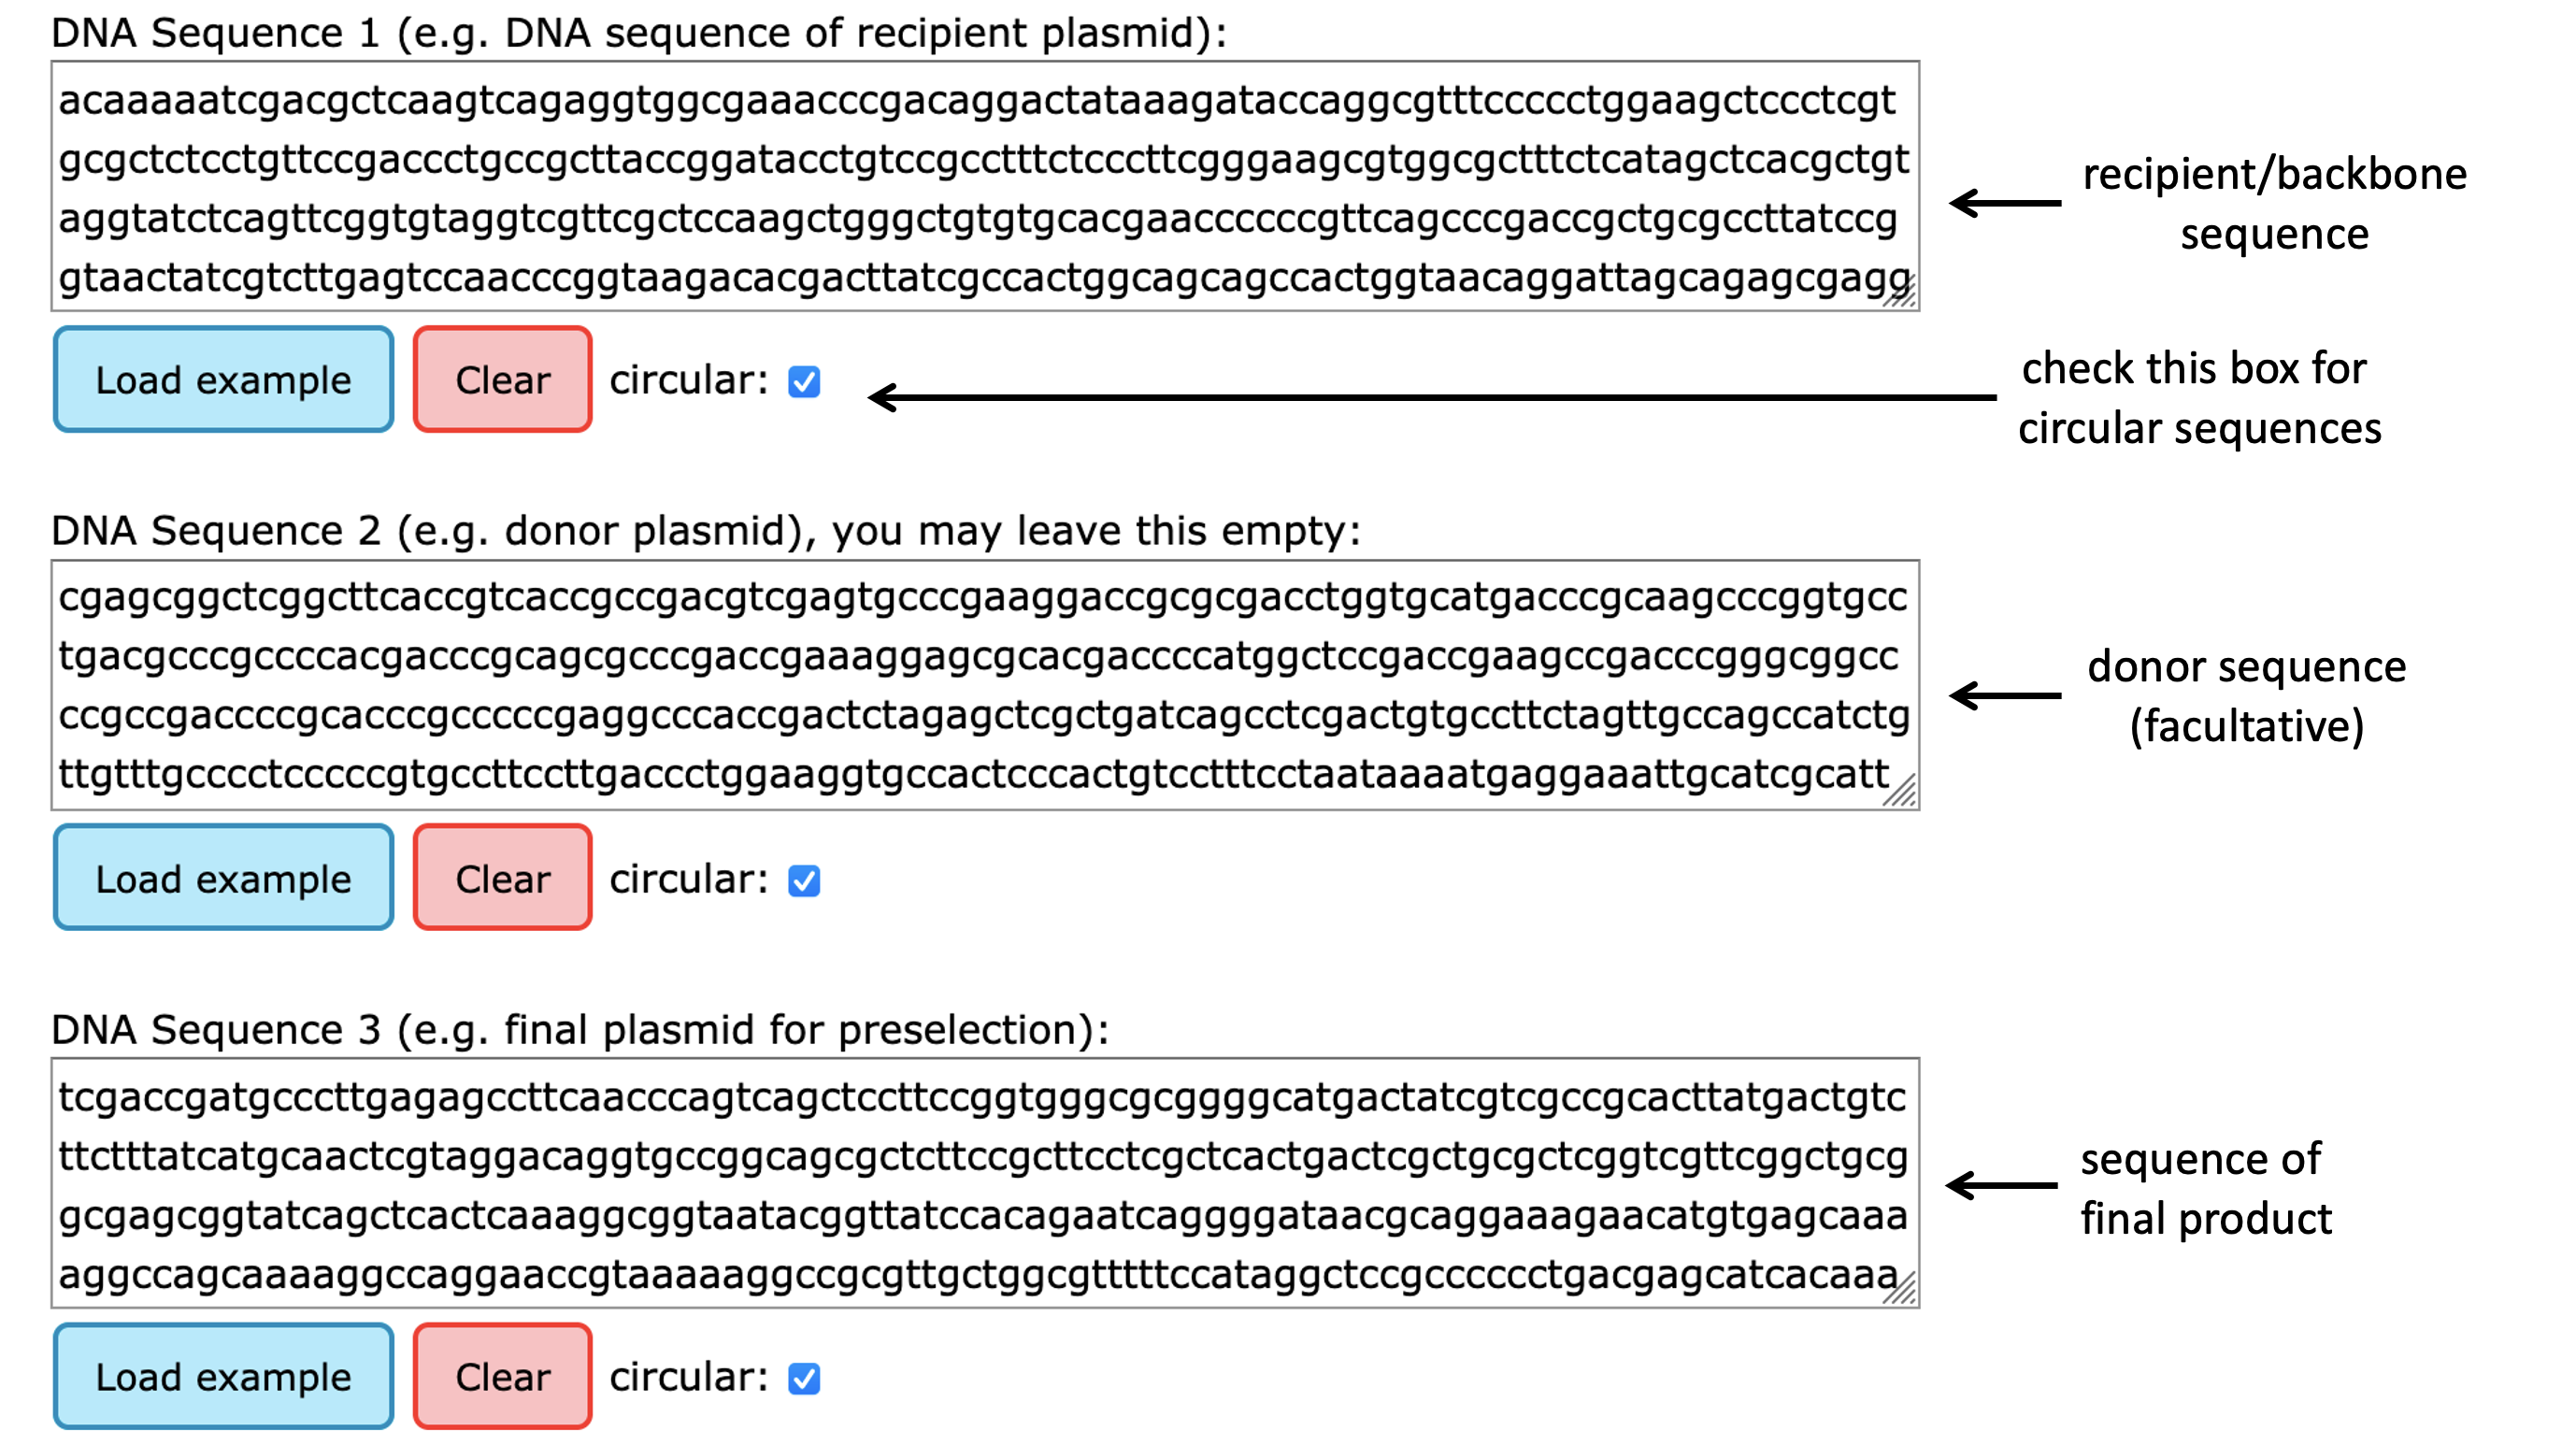 DNA Sequence 1 (e.g. DNA sequence of recipient plasmid):
acaaaaatcgacgctcaagtcagaggtggcgaaacccgacaggactataaagataccaggcgtttccccctggaagctccctcgt
gcgctctcctgttccgaccctgccgcttaccggatacctgtccgcctttctcccttcgggaagcgtggcgctttctcatagctcacgctgt
aggtatctcagttcggtgtaggtcgttcgctccaagctgggctgtgtgcacgaaccccccgttcagcccgaccgctgcgccttatccg
gtaactatcgtcttgagtccaacccggtaagacacgacttatcgccactggcagcagccactggtaacaggattagcagagcgagg
recipient/backbone
sequence
Load example
Clear
circular:
check this box for
circular sequences
DNA Sequence 2 (e.g. donor plasmid), you may leave this empty:
cgagcggctcggcttcaccgtcaccgccgacgtcgagtgcccgaaggaccgcgcgacctggtgcatgacccgcaagcccggtgcc
tgacgcccgccccacgacccgcagcgcccgaccgaaaggagcgcacgaccccatggctccgaccgaagccgacccgggcggcc
ccgccgaccccgcacccgcccccgaggcccaccgactctagagctcgctgatcagcctcgactgtgccttctagttgccagccatctg
ttgtttgcccctcccccgtgccttccttgaccctggaaggtgccactcccactgtcctttcctaataaaatgaggaaattgcatcgcatt
donor sequence
(facultative)
Load example
Clear
circular:
DNA Sequence 3 (e.g. final plasmid for preselection):
tcgaccgatgcccttgagagccttcaacccagtcagctccttccggtgggcgcggggcatgactatcgtcgccgcacttatgactgtc
ttctttatcatgcaactcgtaggacaggtgccggcagcgctcttccgcttcctcgctcactgactcgctgcgctcggtcgttcggctgcg
gcgagcggtatcagctcactcaaaggcggtaatacggttatccacagaatcaggggataacgcaggaaagaacatgtgagcaaa
aggccagcaaaaggccaggaaccgtaaaaaggccgcgttgctggcgtttttccataggctccgcccccctgacgagcatcacaaa
sequence of
final product
Load example
Clear
circular: